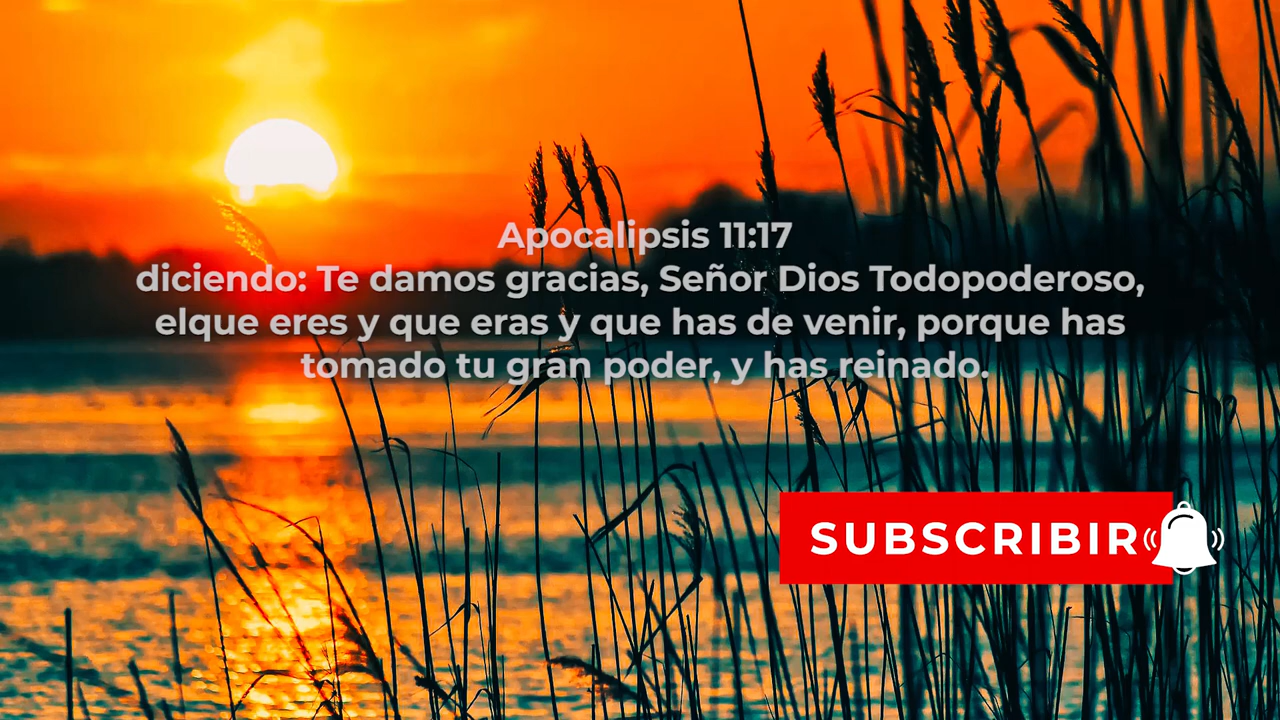 Apocalipsis 11:17
diciendo: Te damos gracias, Señor Dios Todopoderoso,
elque eres y que eras y que has de venir, porque has
tomado tu gran poder, y has reinado.
SUBSCRIBIR